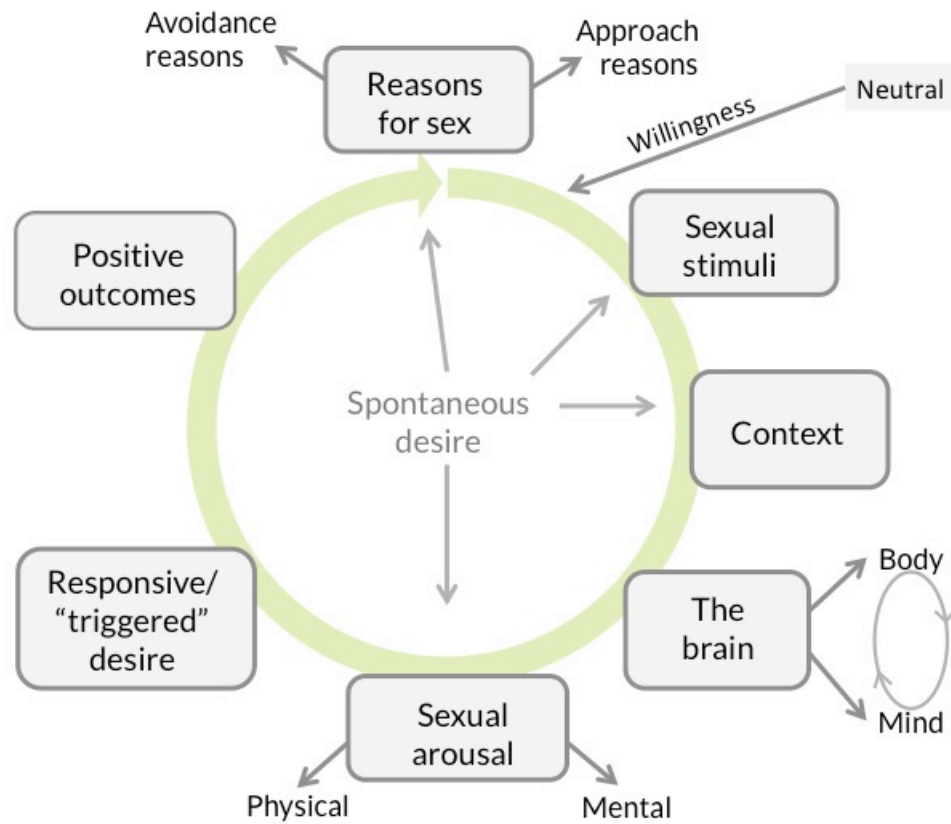 Avoidance
reasons
Reasons
for sex
Approach
reasons
Neutral
Willingness
Sexual
stimuli
Positive
outcomes
Spontaneous
desire
Context
Responsive/
“triggered”
desire
The
brain
Body
Mind
Sexual
arousal
Physical
Mental